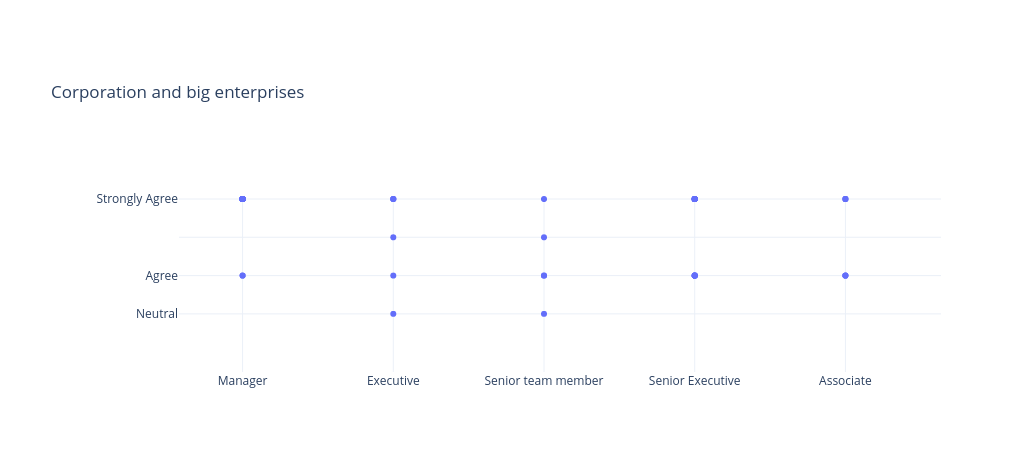 Corporation and big enterprises
Strongly Agree
Agree
Neutral
Manager Executive Senior team member Senior Executive Associate